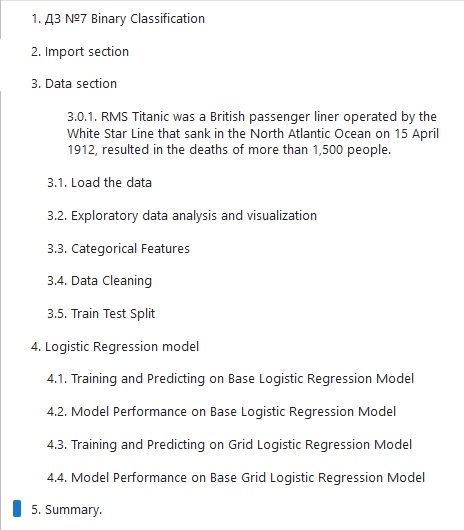 1. ДЗ №7 Binary Classification
2. Import section
3. Data section
3.0.1. RMS Titanic was a British passenger liner operated by the
White Star Line that sank in the North Atlantic Ocean on 15 April
1912, resulted in the deaths of more than 1,500 people.
3.1. Load the data
3.2. Exploratory data analysis and visualization
3.3. Categorical Features
3.4. Data Cleaning
3.5. Train Test Split
4. Logistic Regression model
4.1. Training and Predicting on Base Logistic Regression Model
4.2. Model Performance on Base Logistic Regression Model
4.3. Training and Predicting on Grid Logistic Regression Model
4.4. Model Performance on Base Grid Logistic Regression Model
5. Summary.